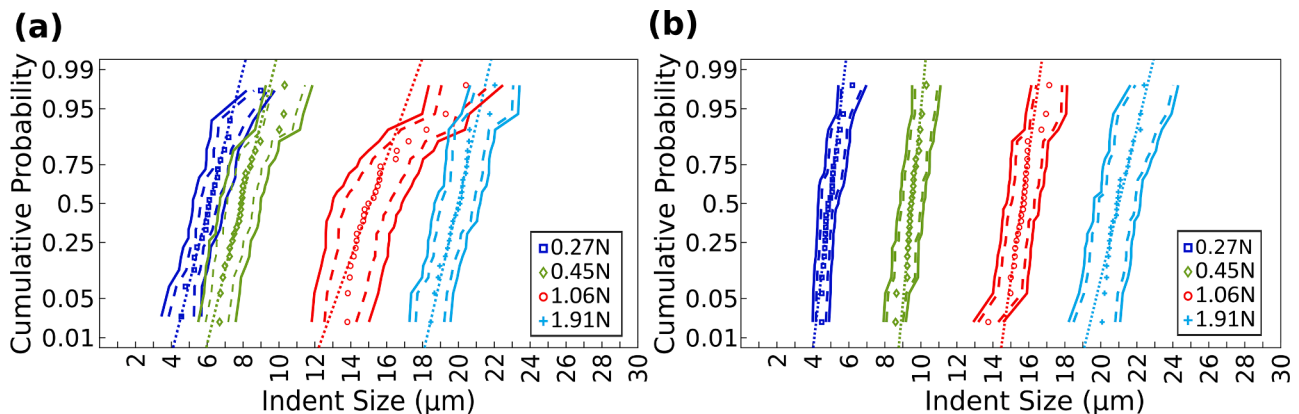 (a)
Cumulative Probability
0.99
0.95
0.75
0.5
0.25
0.05
0.01
0.27N
0.45N
1.06N
1.91N
2 4 6 8 10 12 14 16 18 20 22 24 26 28 30
Indent Size (μm)
(b)
Cumulative Probability
0.99
0.95
0.75
0.5
0.25
0.05
0.01
0.27N
0.45N
1.06N
1.91N
2 4 6 8 10 12 14 16 18 20 22 24 26 28 30
Indent Size (μm)